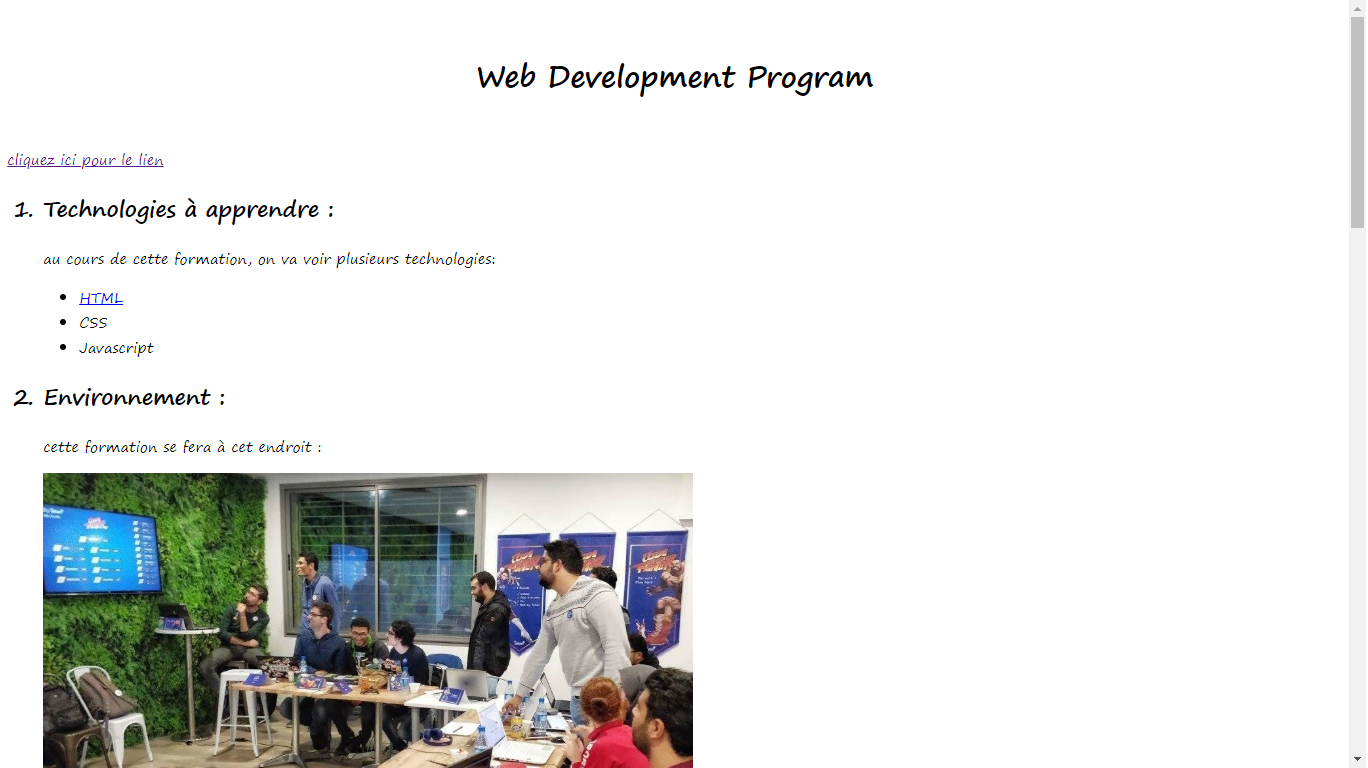 Web Development Program
cliquez ici pour le lien
1. Technologies à apprendre :
au cours de cette formation, on va voir plusieurs technologies:
• HTML
• CSS
• Javascript
2. Environnement :
cette formation se fera à cet endroit :